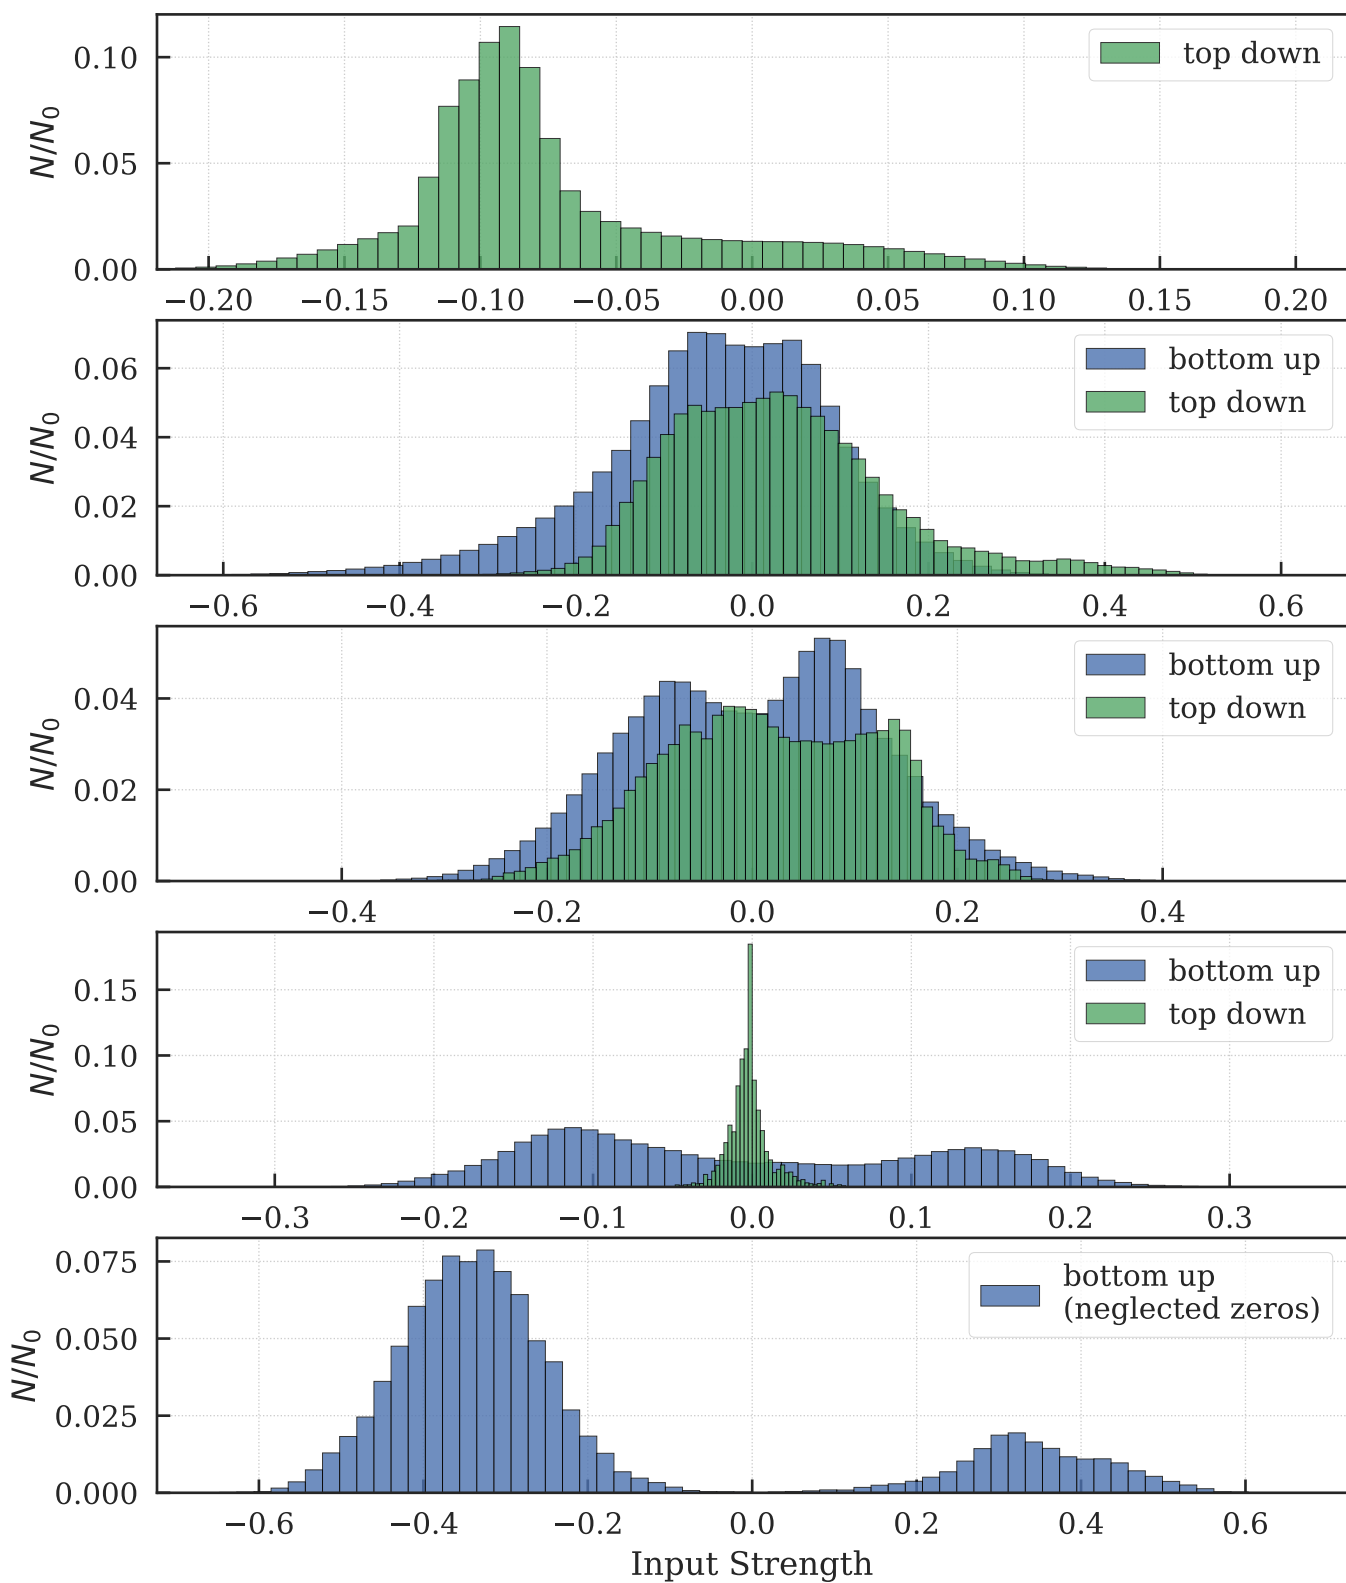 top down
N/N₀
0.10
0.05
0.00
−0.20 −0.15 −0.10 −0.05 0.00 0.05 0.10 0.15 0.20
bottom up
top down
N/N₀
0.06
0.04
0.02
0.00
−0.6 −0.4 −0.2 0.0 0.2 0.4 0.6
bottom up
top down
N/N₀
0.04
0.02
0.00
−0.4 −0.2 0.0 0.2 0.4
bottom up
top down
N/N₀
0.15
0.10
0.05
0.00
−0.3 −0.2 −0.1 0.0 0.1 0.2 0.3
bottom up
(neglected zeros)
N/N₀
0.075
0.050
0.025
0.000
−0.6 −0.4 −0.2 0.0 0.2 0.4 0.6
Input Strength